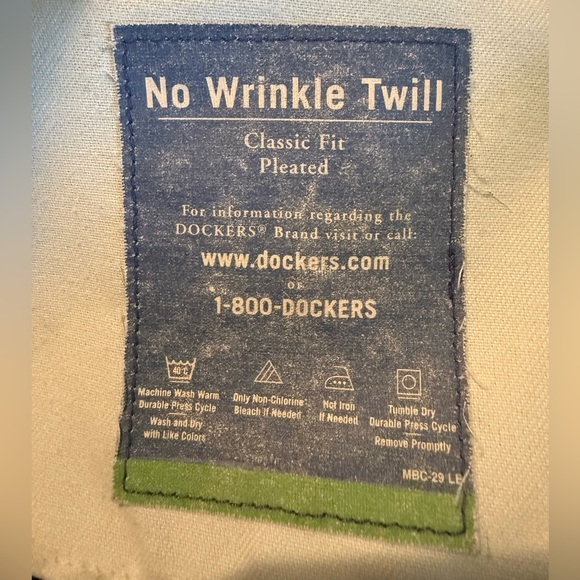 No Wrinkle Twill
Classic Fit
Pleated
For information regarding the
DOCKERS® Brand visit or call:
www.dockers.com
or
1-800-DOCKERS
40°C
Machine Wash Warm
Durable Press Cycle
Wash and Dry
with Like Colors
Only Non-Chlorine
Bleach if Needed
Hot Iron
If Needed
Tumble Dry
Durable Press Cycle
Remove Promptly
MBC-29 LB